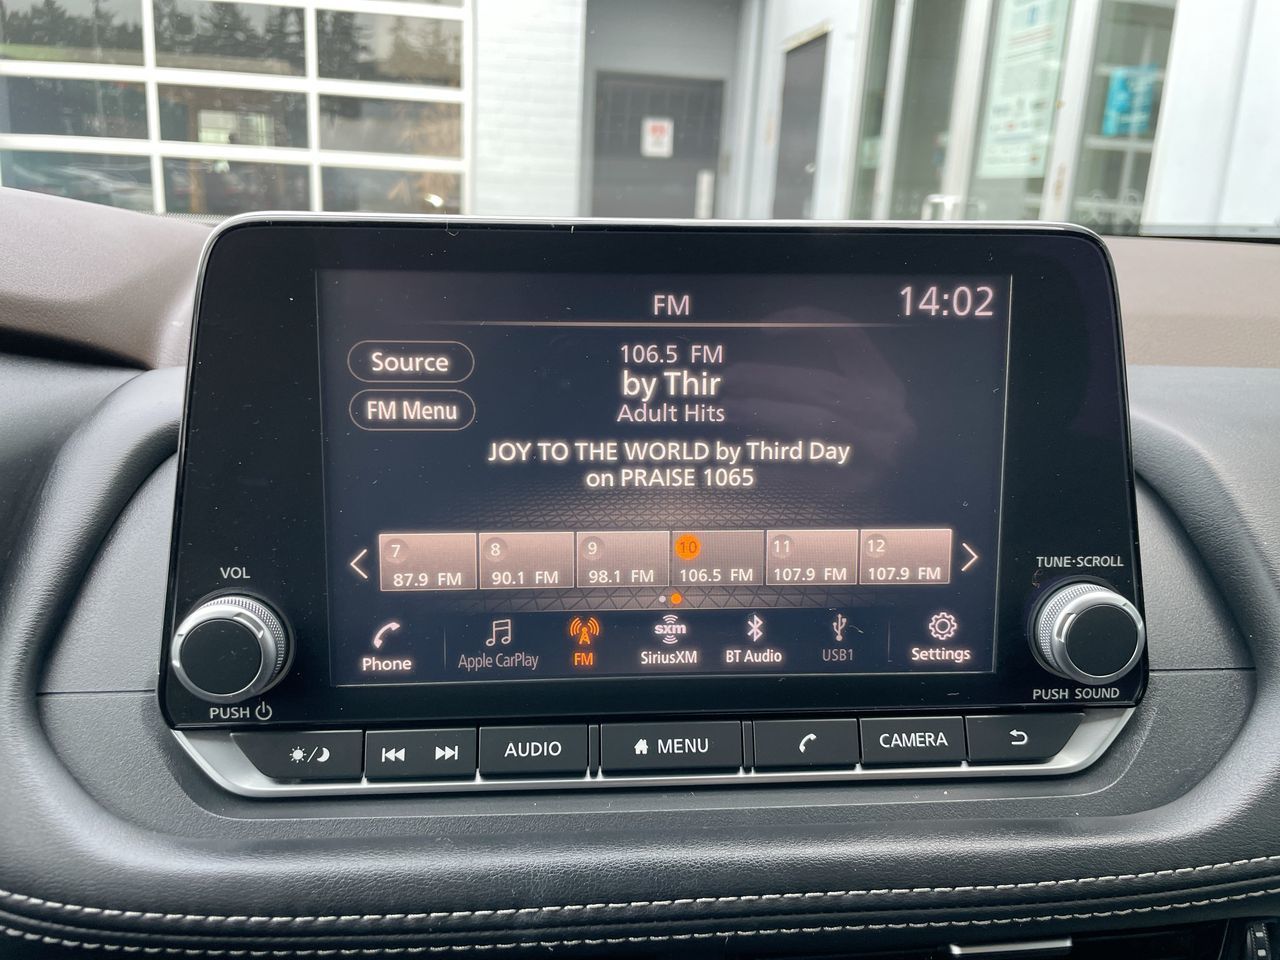 FM
14:02
Source
106.5 FM
by Thir
FM Menu
Adult Hits
JOY TO THE WORLD by Third Day
on PRAISE 1065
7
87.9 FM
8
90.1 FM
9
98.1 FM
10
106.5 FM
11
107.9 FM
12
107.9 FM
VOL
TUNE·SCROLL
Phone
Apple CarPlay
FM
sxm
SiriusXM
BT Audio
USB1
Settings
PUSH
PUSH SOUND
AUDIO
MENU
CAMERA